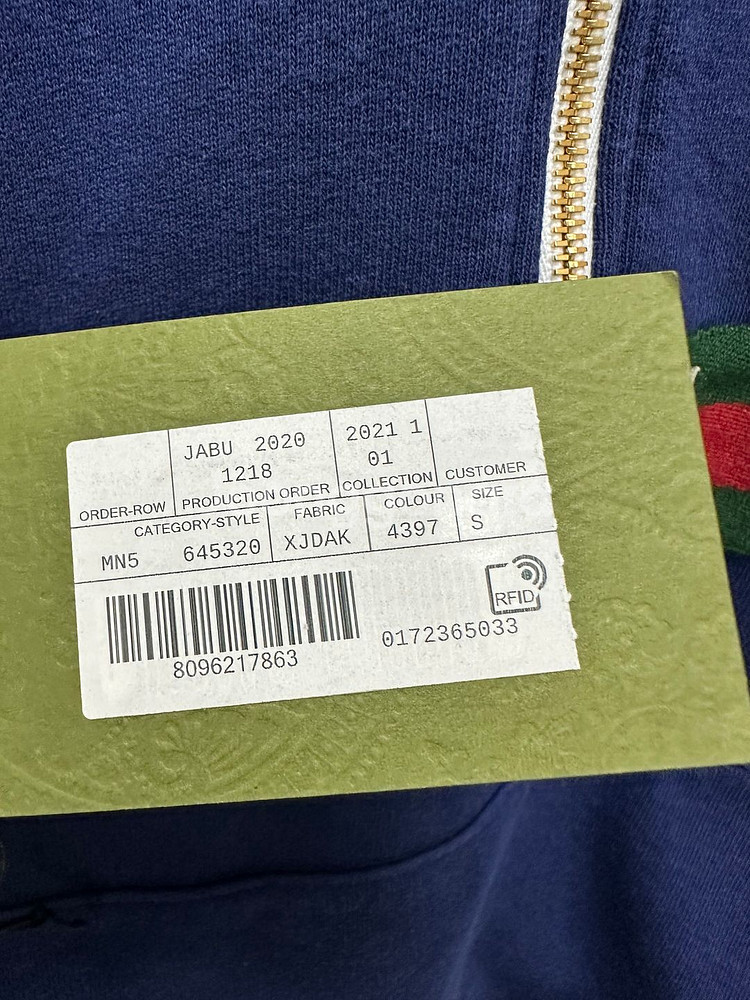 JABU 2020
1218
2021 1
01
ORDER-ROW PRODUCTION ORDER COLLECTION CUSTOMER
CATEGORY-STYLE FABRIC COLOUR SIZE
MN5 645320 XJDAK 4397 S
RFID
8096217863 0172365033